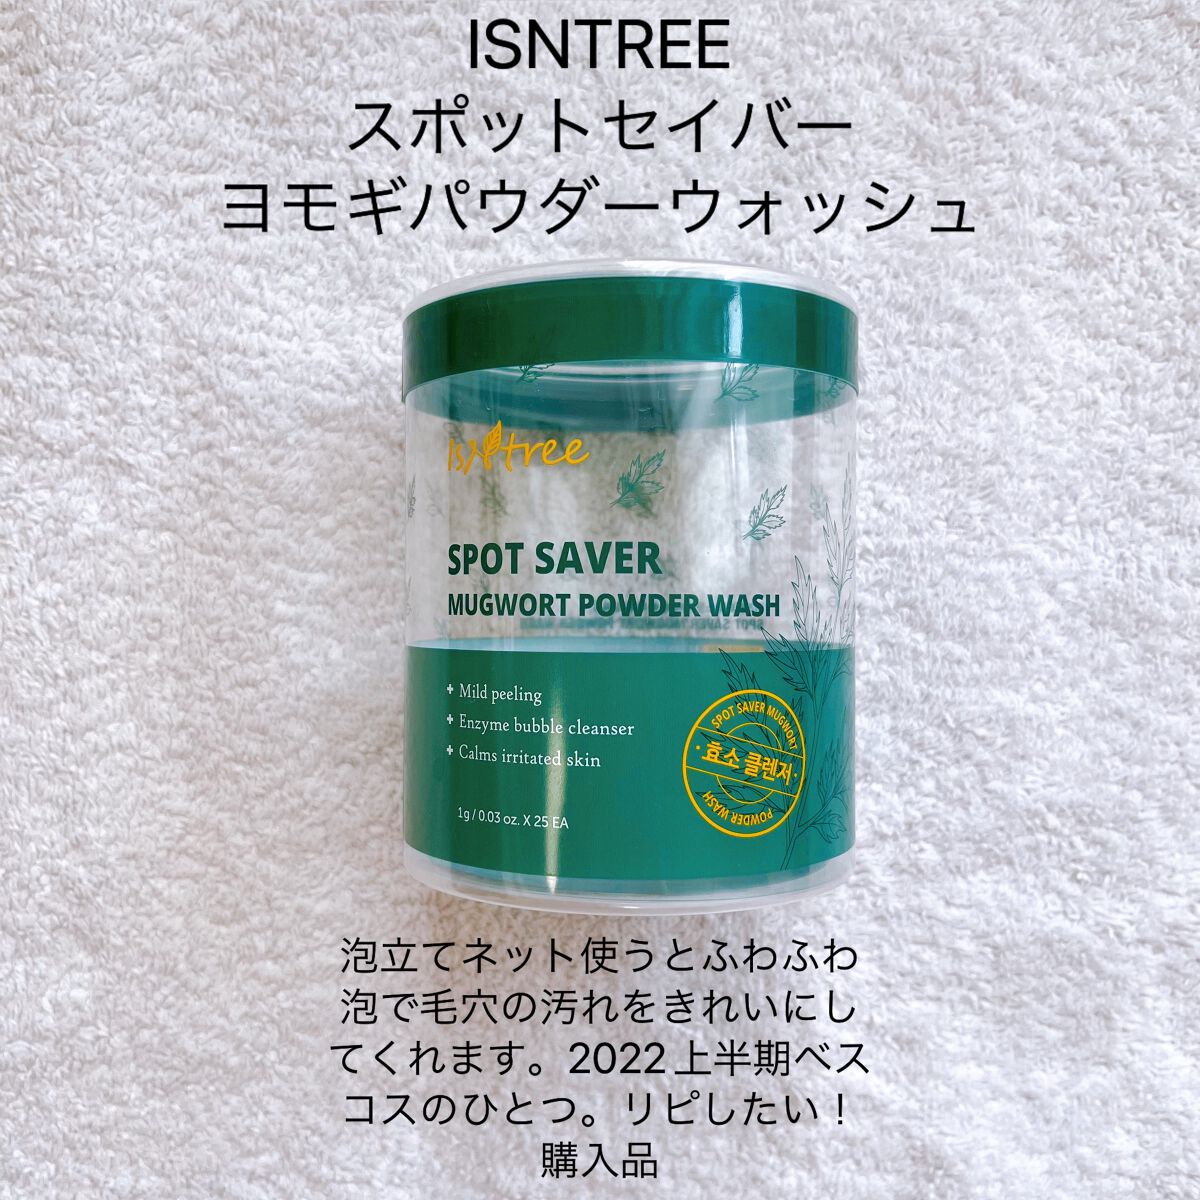 ISNTREE
スポットセイバー
ヨモギパウダーウォッシュ
Isntree
SPOT SAVER
MUGWORT POWDER WASH
Mild peeling
Enzyme bubble cleanser
Calms irritated skin
1g / 0.03 oz. X 25 EA
SPOT SAVER MUGWORT
· 효소 클렌저 ·
POWDER WASH
泡立てネット使うとふわふわ
泡で毛穴の汚れをきれいにし
てくれます。2022上半期ベス
コスのひとつ。リピしたい！
購入品